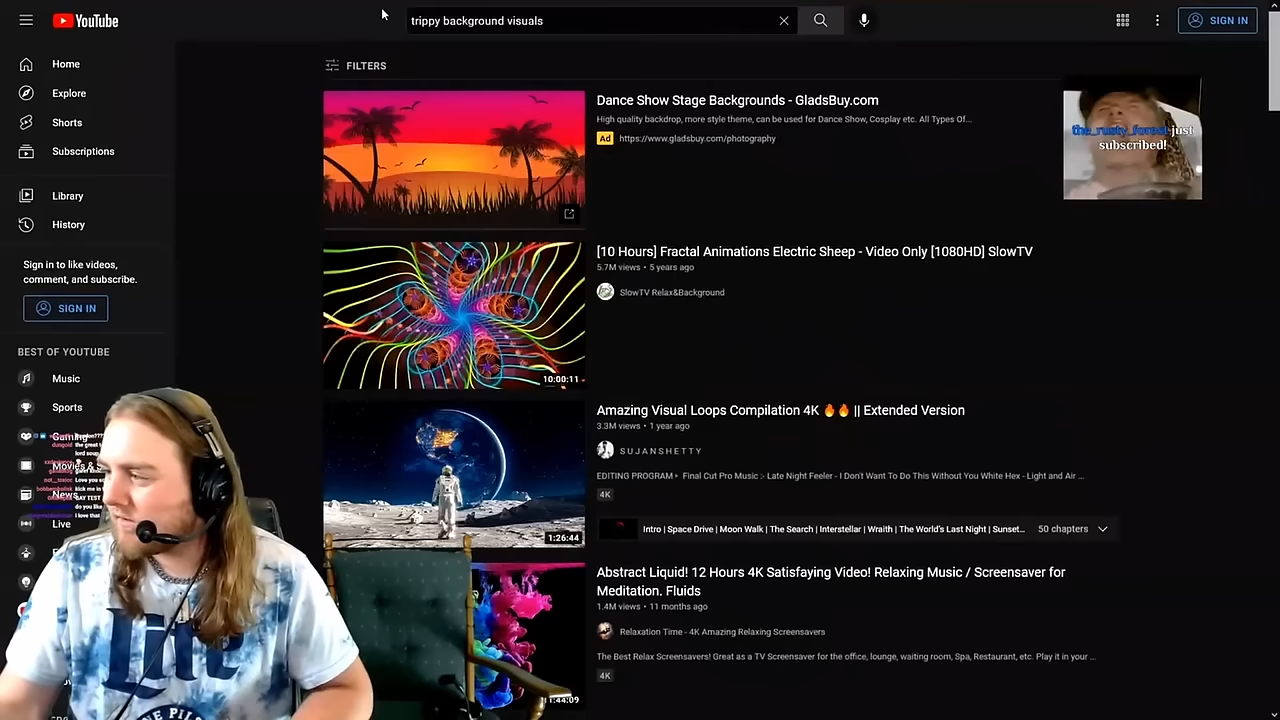 YouTube
trippy background visuals
SIGN IN
Home
Explore
Shorts
Subscriptions
Library
History
Sign in to like videos,
comment, and subscribe.
SIGN IN
BEST OF YOUTUBE
Music
Sports
Gaming
Movies &
News
Live
FILTERS
Dance Show Stage Backgrounds - GladsBuy.com
High quality backdrop, more style theme, can be used for Dance Show, Cosplay etc. All Types Of...
Ad https://www.gladsbuy.com/photography
the_rusty_forest just
subscribed!
[10 Hours] Fractal Animations Electric Sheep - Video Only [1080HD] SlowTV
5.7M views • 5 years ago
SlowTV Relax&Background
10:00:11
Amazing Visual Loops Compilation 4K 🔥🔥 || Extended Version
3.3M views • 1 year ago
SUJANSHETTY
EDITING PROGRAM• Final Cut Pro Music :- Late Night Feeler - I Don't Want To Do This Without You White Hex - Light and Air ...
4K
Intro | Space Drive | Moon Walk | The Search | Interstellar | Wraith | The World's Last Night | Sunset... 50 chapters
1:26:44
Abstract Liquid! 12 Hours 4K Satisfying Video! Relaxing Music / Screensaver for
Meditation. Fluids
1.4M views • 11 months ago
Relaxation Time - 4K Amazing Relaxing Screensavers
The Best Relax Screensavers! Great as a TV Screensaver for the office, lounge, waiting room, Spa, Restaurant, etc. Play it in your ...
4K
1:44:09
Lite